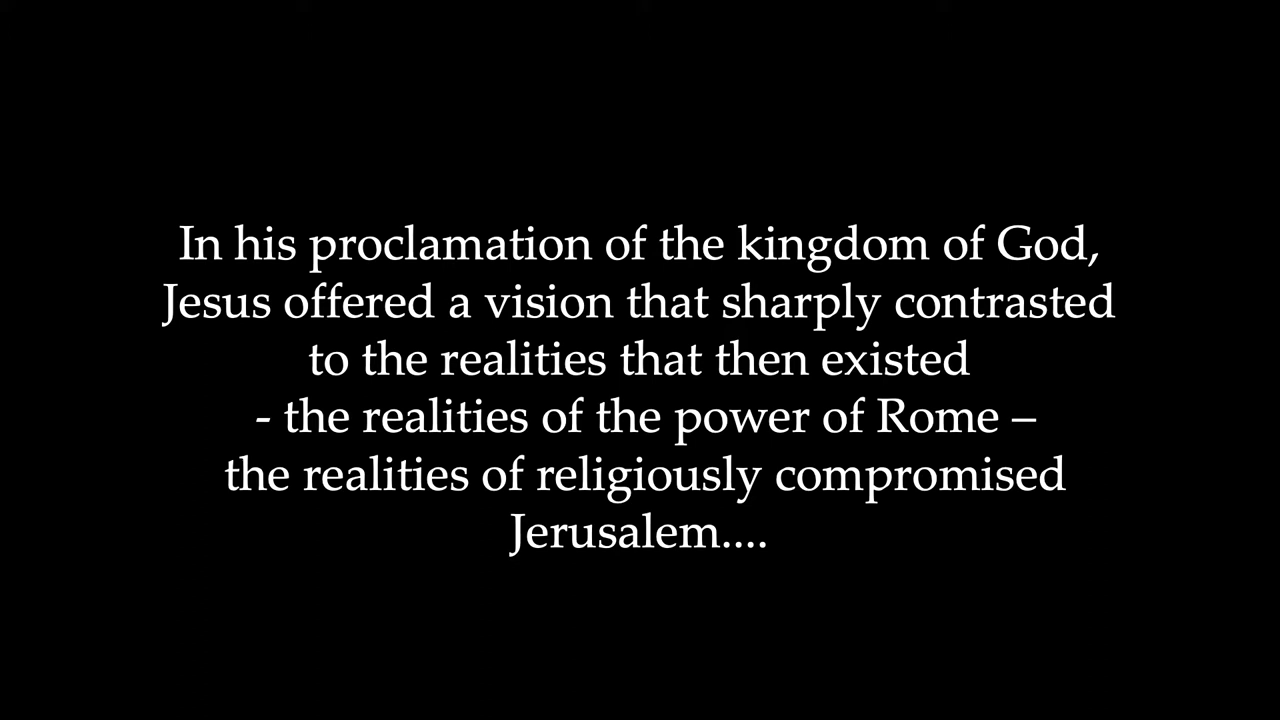 In his proclamation of the kingdom of God,
Jesus offered a vision that sharply contrasted
to the realities that then existed
- the realities of the power of Rome –
the realities of religiously compromised
Jerusalem....